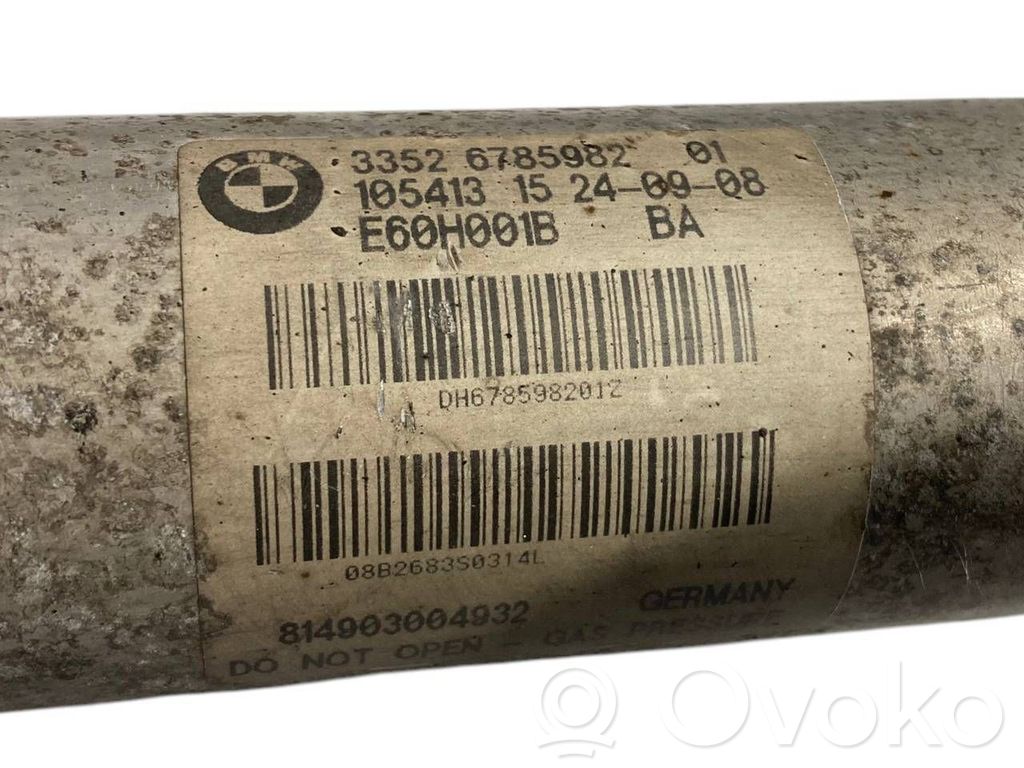 BMW
3352 6785982 01
105413 15 24-09-08
E60H001B BA
DH678598201Z
08B2683S0314L
814903004932 GERMANY
DO NOT OPEN - GAS PRESSURE
Ovoko